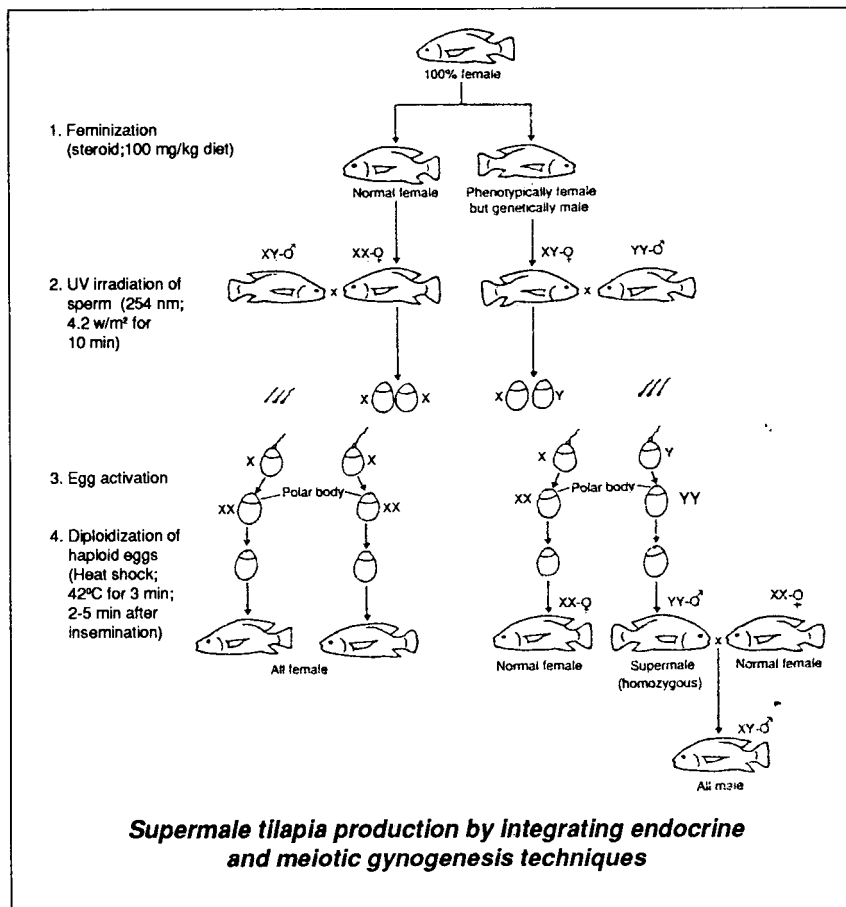 100% female
1. Feminization
(steroid;100 mg/kg diet)
Normal female
Phenotypically female
but genetically male
XY-♂
XX-♀
XY-♀
YY-♂
x
x
2. UV irradiation of
sperm (254 nm;
4.2 w/m² for
10 min)
X
X
X
Y
X
X
X
Y
3. Egg activation
Polar body
Polar body
XX
XX
XX
YY
4. Diploidization of
haploid eggs
(Heat shock;
42ºC for 3 min;
2-5 min after
insemination)
XX-♀
YY-♂
XX-♀
x
All female
Normal female
Supermale
(homozygous)
Normal female
XY-♂
All male
Supermale tilapia production by integrating endocrine
and meiotic gynogenesis techniques